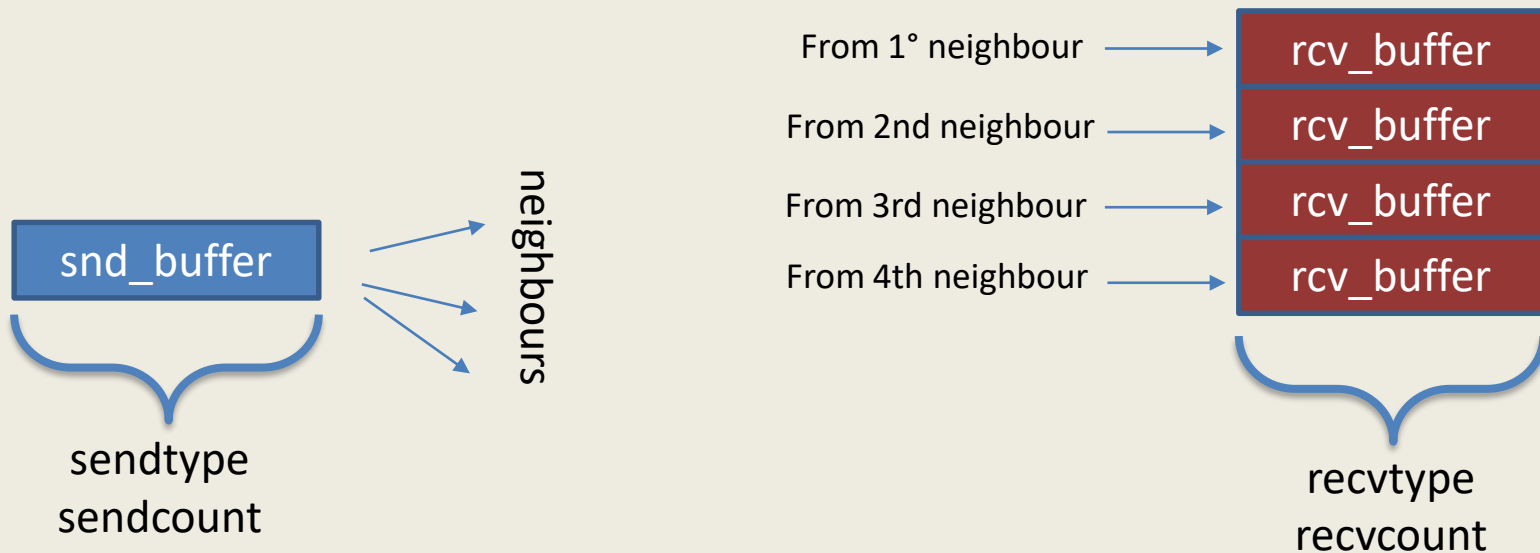 snd_buffer
sendtype
sendcount
neighbours
From 1° neighbour
rcv_buffer
From 2nd neighbour
rcv_buffer
From 3rd neighbour
rcv_buffer
From 4th neighbour
rcv_buffer
recvtype
recvcount